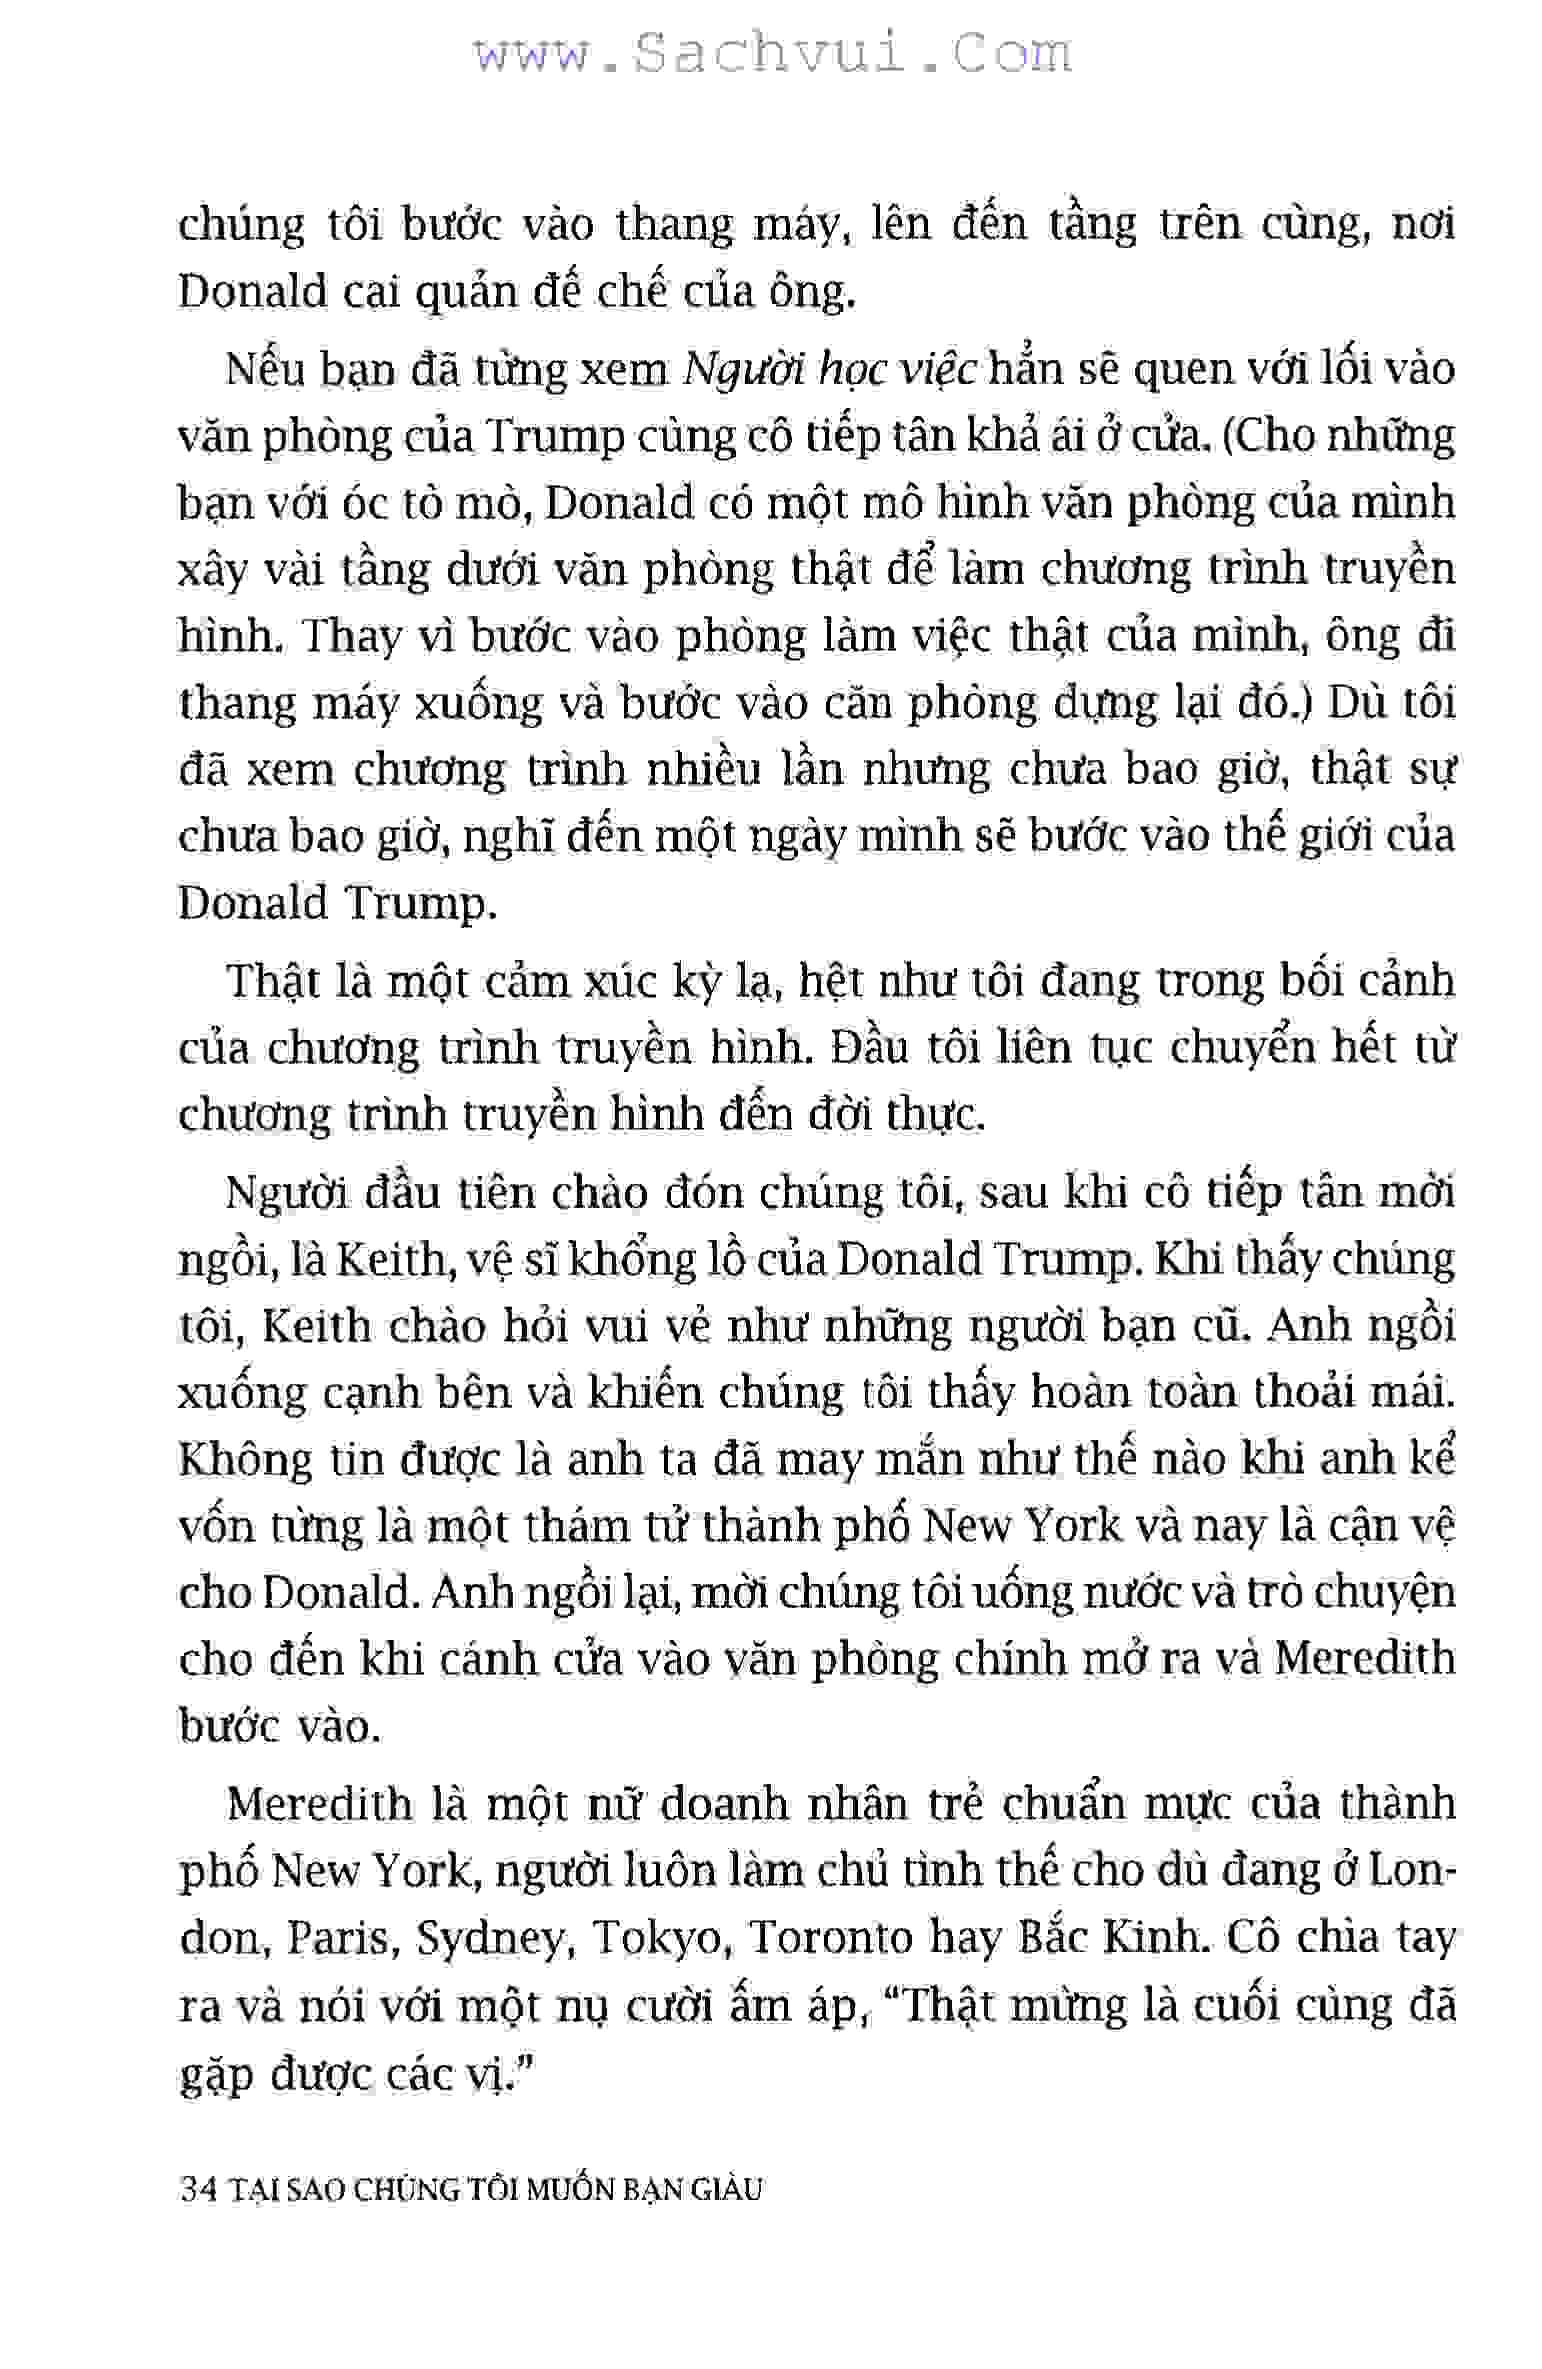 www.Sachvui.Com
chúng tôi bước vào thang máy, lên đến tầng trên cùng, nơi
Donald cai quản đế chế của ông.
Nếu bạn đã từng xem Người học việc hẳn sẽ quen với lối vào
văn phòng của Trump cùng cô tiếp tân khả ái ở cửa. (Cho những
bạn với óc tò mò, Donald có một mô hình văn phòng của mình
xây vài tầng dưới văn phòng thật để làm chương trình truyền
hình. Thay vì bước vào phòng làm việc thật của mình, ông đi
thang máy xuống và bước vào căn phòng dựng lại đó.) Dù tôi
đã xem chương trình nhiều lần nhưng chưa bao giờ, thật sự
chưa bao giờ, nghĩ đến một ngày mình sẽ bước vào thế giới của
Donald Trump.
Thật là một cảm xúc kỳ lạ, hệt như tôi đang trong bối cảnh
của chương trình truyền hình. Đầu tôi liên tục chuyển hết từ
chương trình truyền hình đến đời thực.
Người đầu tiên chào đón chúng tôi, sau khi cô tiếp tân mời
ngồi, là Keith, vệ sĩ khổng lồ của Donald Trump. Khi thấy chúng
tôi, Keith chào hỏi vui vẻ như những người bạn cũ. Anh ngồi
xuống cạnh bên và khiến chúng tôi thấy hoàn toàn thoải mái.
Không tin được là anh ta đã may mắn như thế nào khi anh kể
vốn từng là một thám tử thành phố New York và nay là cận vệ
cho Donald. Anh ngồi lại, mời chúng tôi uống nước và trò chuyện
cho đến khi cánh cửa vào văn phòng chính mở ra và Meredith
bước vào.
Meredith là một nữ doanh nhân trẻ chuẩn mực của thành
phố New York, người luôn làm chủ tình thế cho dù đang ở Lon-
don, Paris, Sydney, Tokyo, Toronto hay Bắc Kinh. Cô chìa tay
ra và nói với một nụ cười ấm áp, “Thật mừng là cuối cùng đã
gặp được các vị.”
34 TẠI SAO CHÚNG TÔI MUỐN BẠN GIÀU